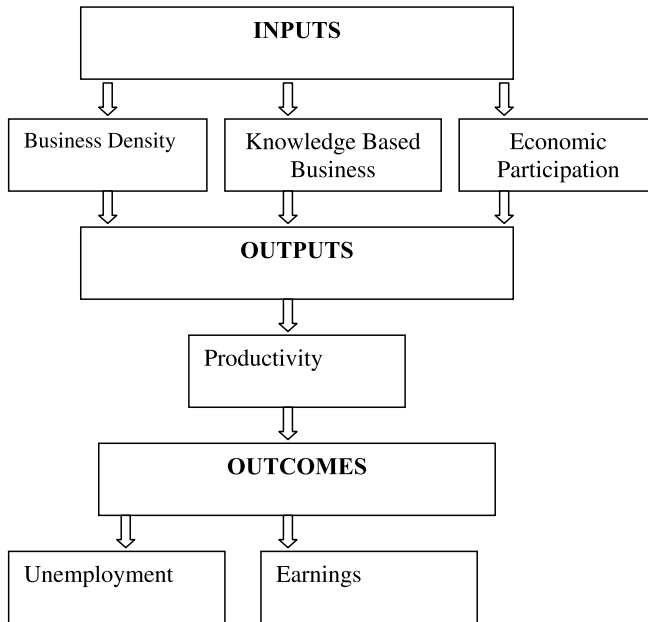 INPUTS
Business Density
Knowledge Based
Business
Economic
Participation
OUTPUTS
Productivity
OUTCOMES
Unemployment
Earnings